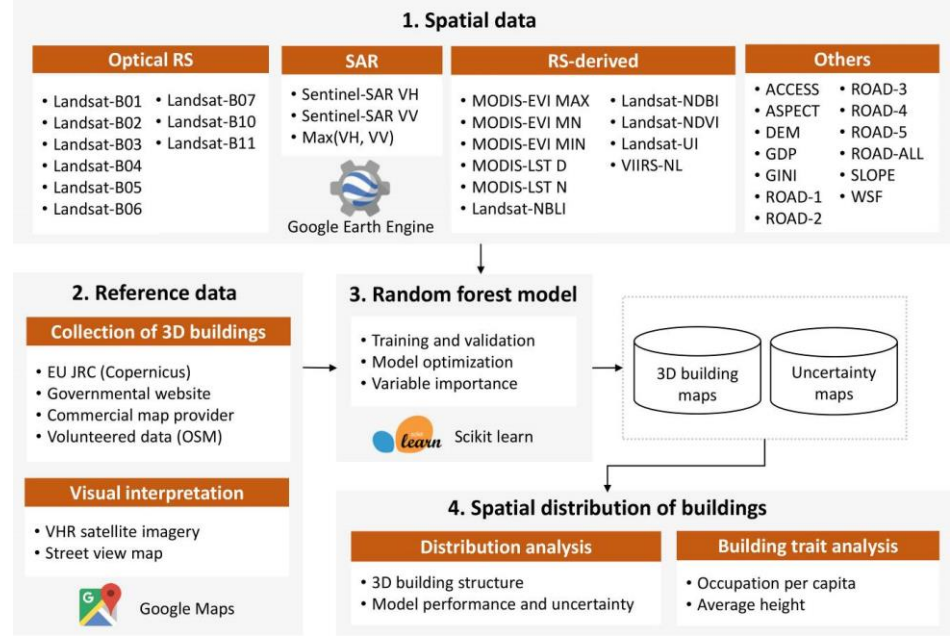 1. Spatial data
Optical RS
• Landsat-B01
• Landsat-B02
• Landsat-B03
• Landsat-B04
• Landsat-B05
• Landsat-B06
• Landsat-B07
• Landsat-B10
• Landsat-B11
SAR
• Sentinel-SAR VH
• Sentinel-SAR VV
• Max(VH, VV)
Google Earth Engine
RS-derived
• MODIS-EVI MAX
• MODIS-EVI MN
• MODIS-EVI MIN
• MODIS-LST D
• MODIS-LST N
• Landsat-NBLI
• Landsat-NDBI
• Landsat-NDVI
• Landsat-UI
• VIIRS-NL
Others
• ACCESS
• ASPECT
• DEM
• GDP
• GINI
• ROAD-1
• ROAD-2
• ROAD-3
• ROAD-4
• ROAD-5
• ROAD-ALL
• SLOPE
• WSF
2. Reference data
Collection of 3D buildings
• EU JRC (Copernicus)
• Governmental website
• Commercial map provider
• Volunteered data (OSM)
Visual interpretation
• VHR satellite imagery
• Street view map
G
Google Maps
3. Random forest model
• Training and validation
• Model optimization
• Variable importance
learn
Scikit learn
3D building
maps
Uncertainty
maps
4. Spatial distribution of buildings
Distribution analysis
• 3D building structure
• Model performance and uncertainty
Building trait analysis
• Occupation per capita
• Average height